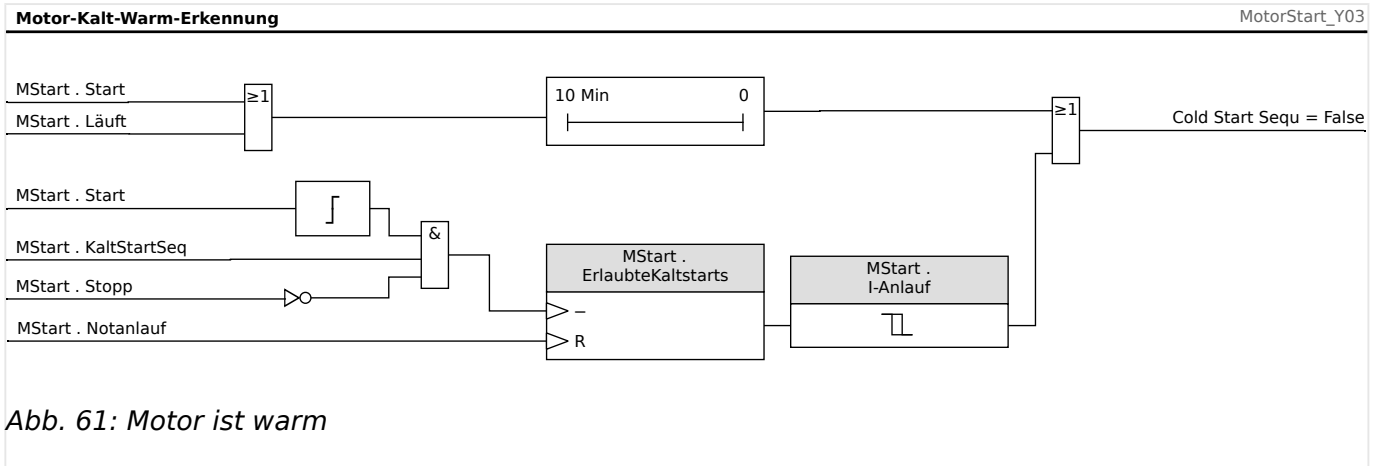 Motor-Kalt-Warm-Erkennung
MotorStart_Y03
MStart . Start
≥1
MStart . Läuft
10 Min 0
≥1
Cold Start Sequ = False
MStart . Start
MStart . KaltStartSeq
&
MStart . Stopp
MStart . Notanlauf
MStart .
ErlaubteKaltstarts
−
R
MStart .
I-Anlauf
Abb. 61: Motor ist warm